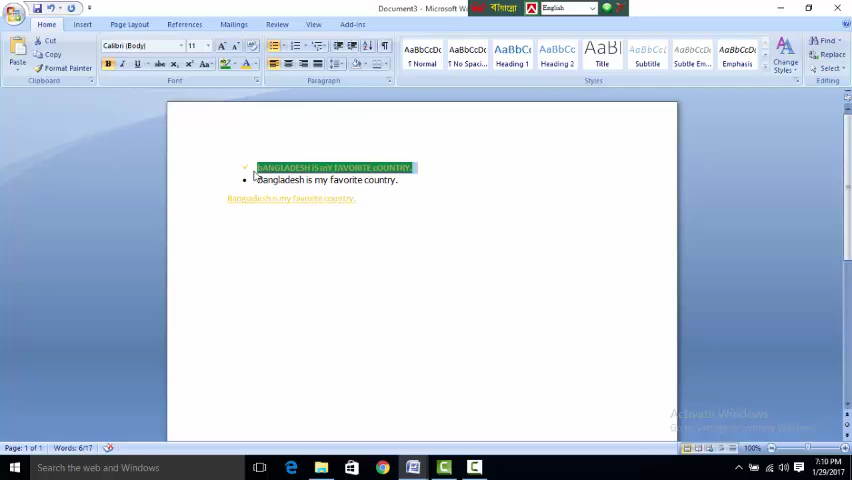 Document3 - Microsoft W
বাংলা English
Home Insert Page Layout References Mailings Review View Add-Ins
Cut
Copy
Format Painter
Paste
Calibri (Body) 11
AaBbCcDc AaBbCcDc AaBbC AaBbCc AaB AaBbCc. AaBbCcDc AaBbCcDc
¶ Normal ¶ No Spaci... Heading 1 Heading 2 Title Subtitle Subtle Em... Emphasis
Change Styles
Find
Replace
Select
Clipboard Font Paragraph Styles Editing
bANGLADESH IS mY fAVORITE cOUNTRY.
Bangladesh is my favorite country.
Bangladesh is my favorite country.
Activate Windows
Page: 1 of 1 Words: 6/17 100%
Search the web and Windows
7:10 PM
1/29/2017